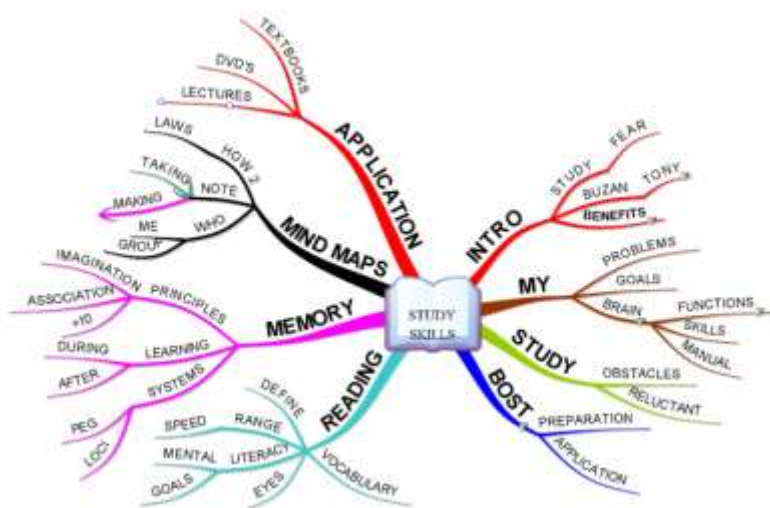 STUDY
SKILLS
INTRO
STUDY
FEAR
BUZAN
TONY
BENEFITS
MY
PROBLEMS
GOALS
BRAIN
FUNCTIONS
SKILLS
MANUAL
STUDY
OBSTACLES
RELUCTANT
BOST
PREPARATION
APPLICATION
READING
DEFINE
RANGE
SPEED
LITERACY
MENTAL
GOALS
EYES
VOCABULARY
MEMORY
PRINCIPLES
IMAGINATION
ASSOCIATION
+10
LEARNING
DURING
AFTER
SYSTEMS
PEG
LOCI
MIND MAPS
HOW 2
LAWS
NOTE
TAKING
MAKING
WHO
ME
GROUP
APPLICATION
TEXTBOOKS
DVD'S
LECTURES